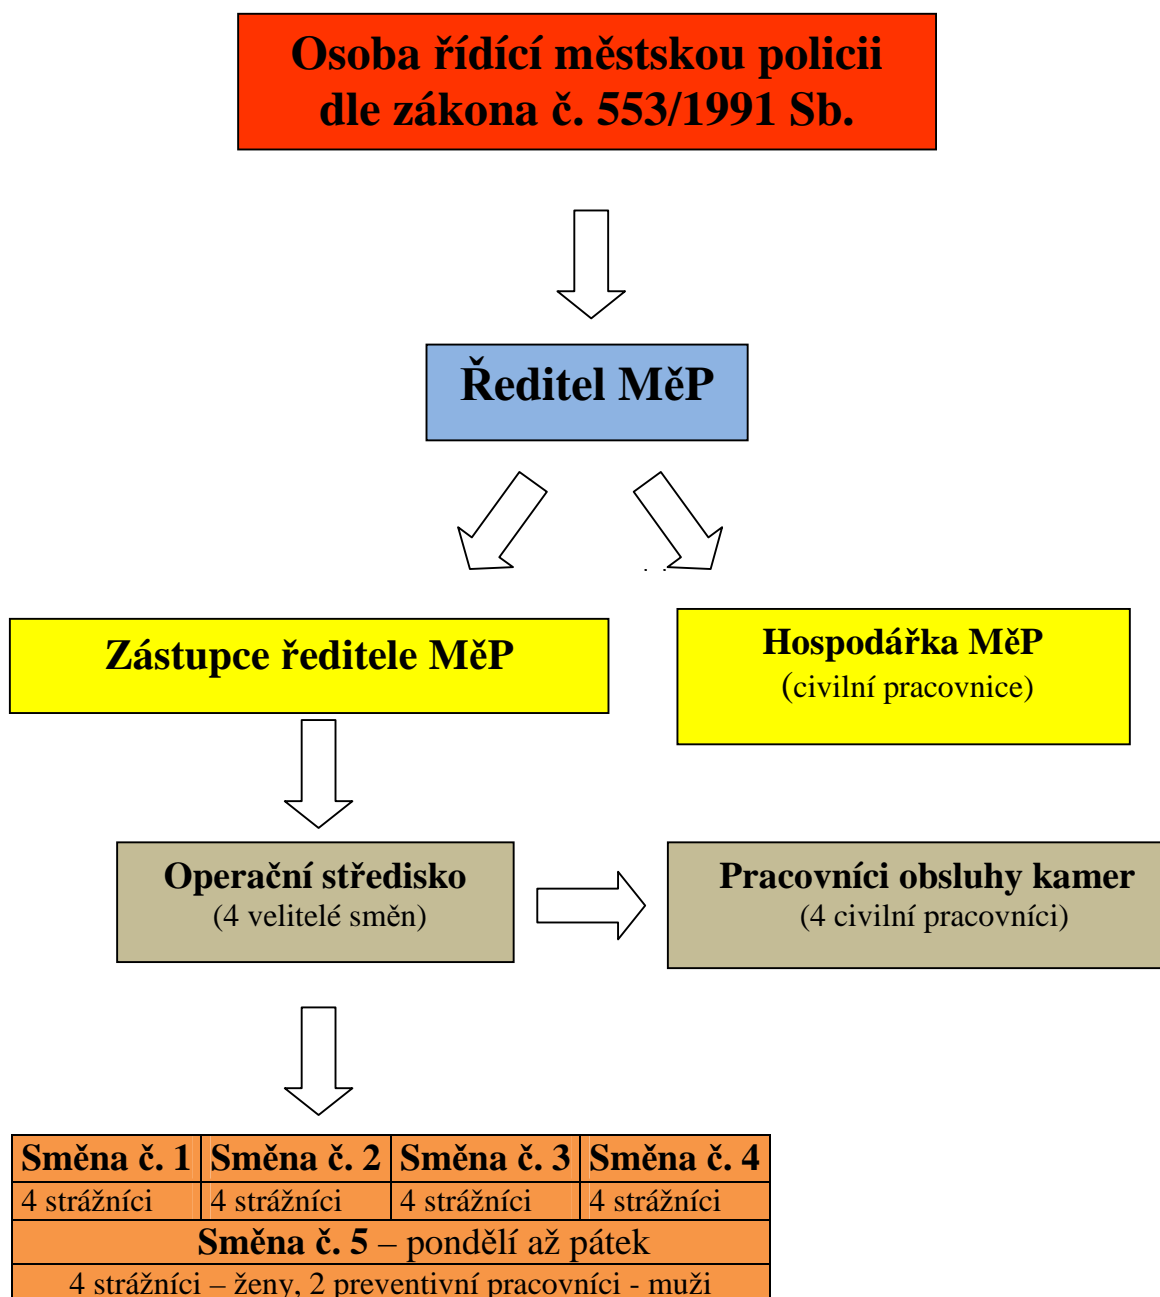 Osoba řídící městskou policii
dle zákona č. 553/1991 Sb.
Ředitel MěP
Zástupce ředitele MěP
Hospodářka MěP
(civilní pracovnice)
Operační středisko
(4 velitelé směn)
Pracovníci obsluhy kamer
(4 civilní pracovníci)
Směna č. 1 Směna č. 2 Směna č. 3 Směna č. 4
4 strážníci 4 strážníci 4 strážníci 4 strážníci
Směna č. 5 – pondělí až pátek
4 strážníci – ženy, 2 preventivní pracovníci - muži